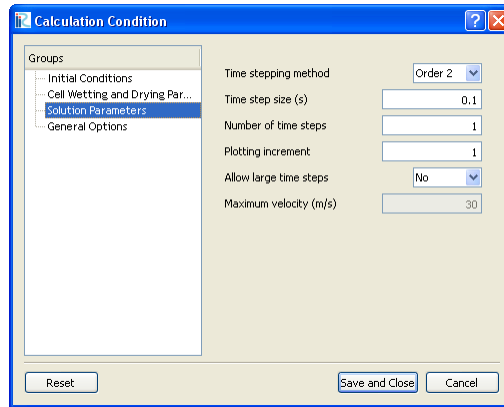 Calculation Condition
Groups
Initial Conditions
Cell Wetting and Drying Par...
Solution Parameters
General Options
Time stepping method Order 2
Time step size (s) 0.1
Number of time steps 1
Plotting increment 1
Allow large time steps No
Maximum velocity (m/s) 30
Reset Save and Close Cancel